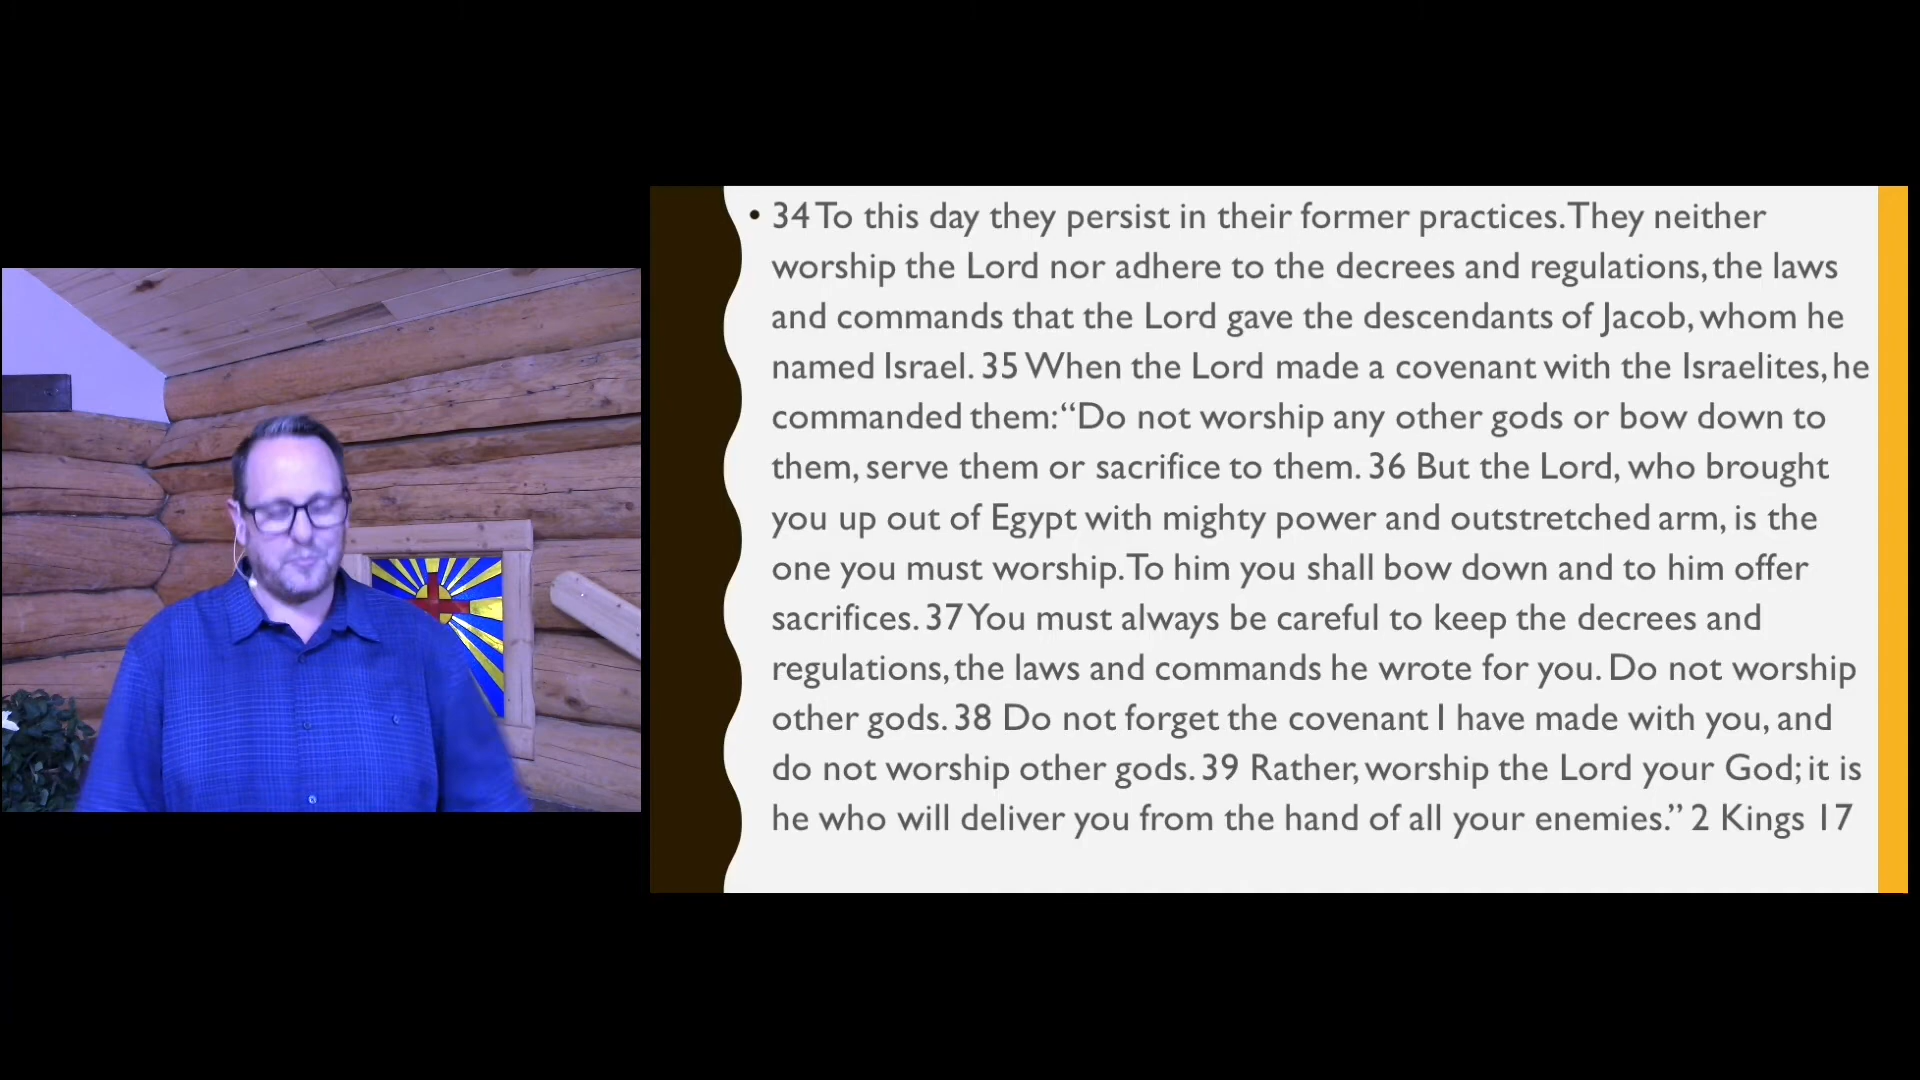 • 34 To this day they persist in their former practices. They neither
worship the Lord nor adhere to the decrees and regulations, the laws
and commands that the Lord gave the descendants of Jacob, whom he
named Israel. 35 When the Lord made a covenant with the Israelites, he
commanded them: “Do not worship any other gods or bow down to
them, serve them or sacrifice to them. 36 But the Lord, who brought
you up out of Egypt with mighty power and outstretched arm, is the
one you must worship. To him you shall bow down and to him offer
sacrifices. 37 You must always be careful to keep the decrees and
regulations, the laws and commands he wrote for you. Do not worship
other gods. 38 Do not forget the covenant I have made with you, and
do not worship other gods. 39 Rather, worship the Lord your God; it is
he who will deliver you from the hand of all your enemies.” 2 Kings 17